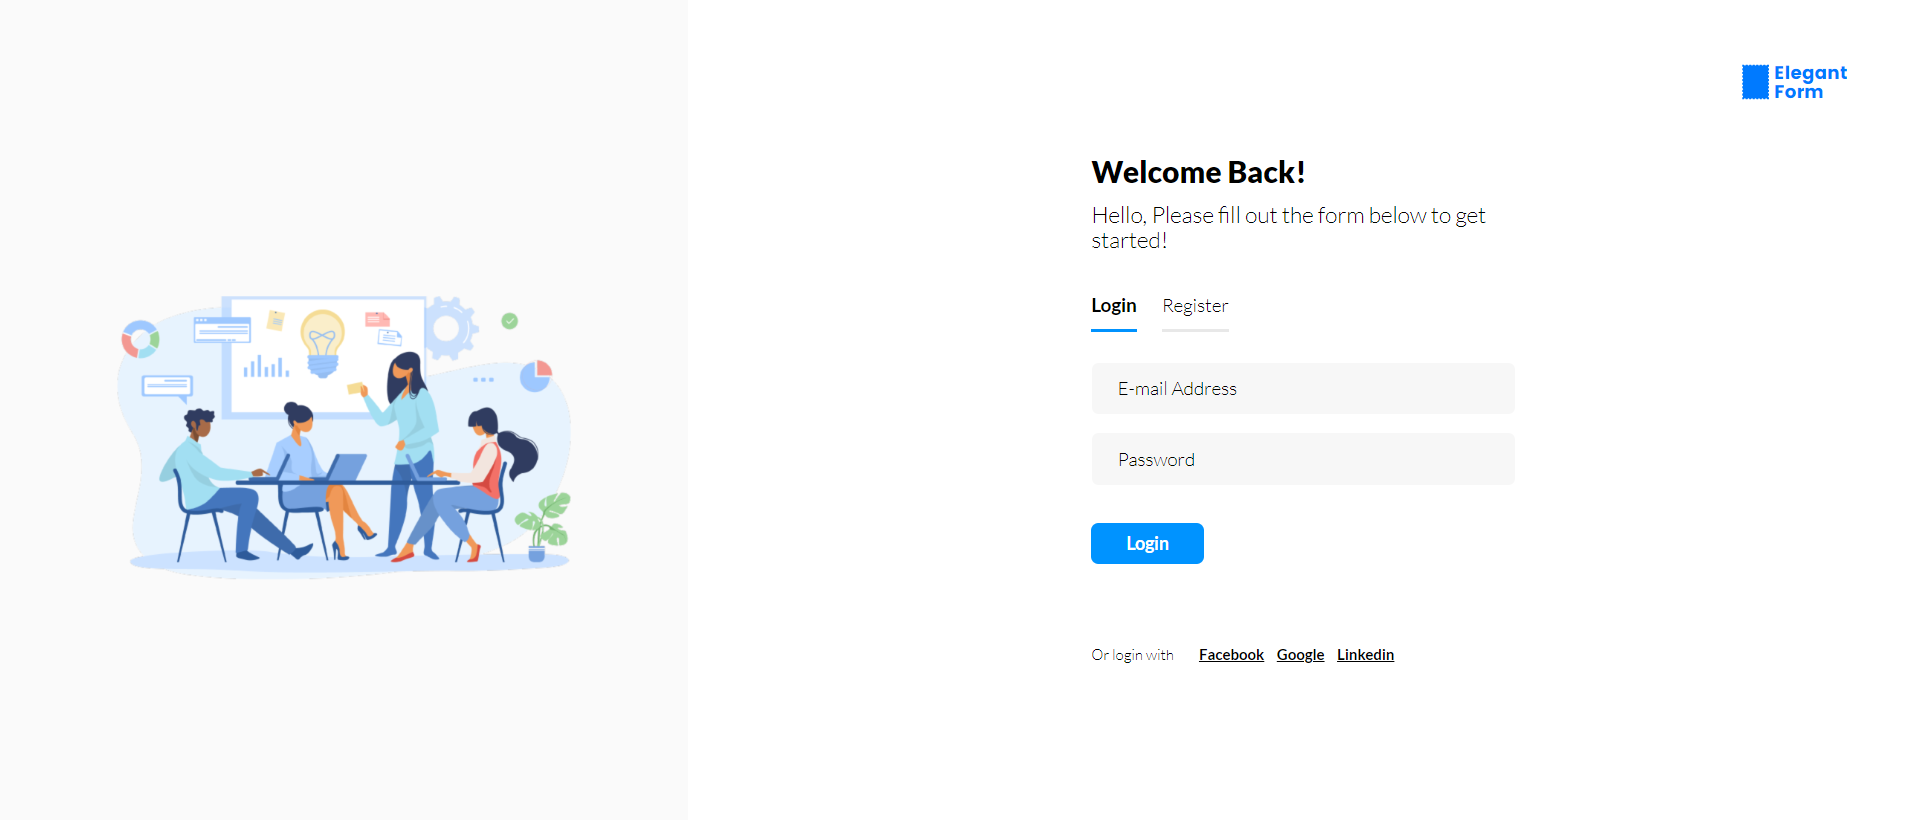 Elegant
Form
Welcome Back!
Hello, Please fill out the form below to get
started!
Login Register
E-mail Address
Password
Login
Or login with Facebook Google Linkedin